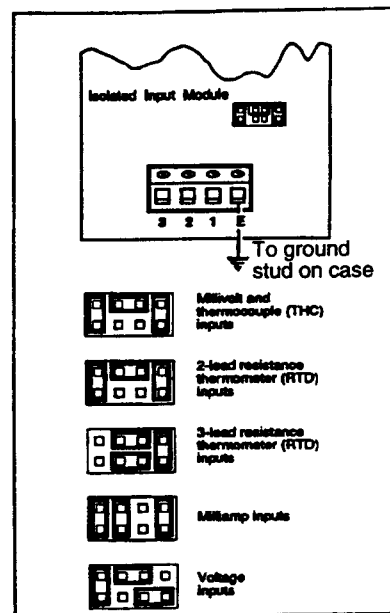 Isolated Input Module
3 2 1 E
To ground
stud on case
Millivolt and
thermocouple (THC)
inputs
2-lead resistance
thermometer (RTD)
inputs
3-lead resistance
thermometer (RTD)
inputs
Milliamp inputs
Voltage
inputs